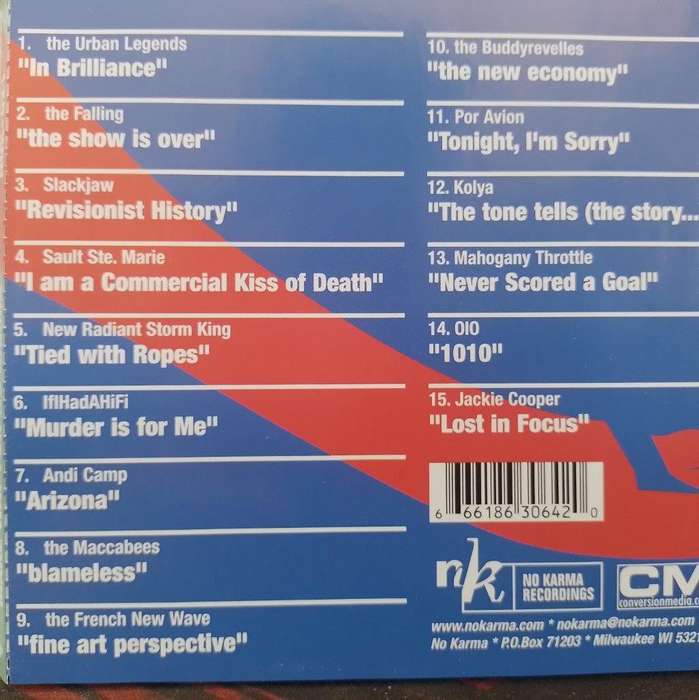 1. the Urban Legends
"In Brilliance"
2. the Falling
"the show is over"
3. Slackjaw
"Revisionist History"
4. Sault Ste. Marie
"I am a Commercial Kiss of Death"
5. New Radiant Storm King
"Tied with Ropes"
6. IfIHadAHiFi
"Murder is for Me"
7. Andi Camp
"Arizona"
8. the Maccabees
"blameless"
9. the French New Wave
"fine art perspective"
10. the Buddyrevelles
"the new economy"
11. Por Avion
"Tonight, I'm Sorry"
12. Kolya
"The tone tells (the story...
13. Mahogany Throttle
"Never Scored a Goal"
14. OIO
"1010"
15. Jackie Cooper
"Lost in Focus"
6 66186 30642 0
nk NO KARMA
RECORDINGS
CM
conversionmedia.c
www.nokarma.com * nokarma@nokarma.com
No Karma * P.O.Box 71203 * Milwaukee WI 5321